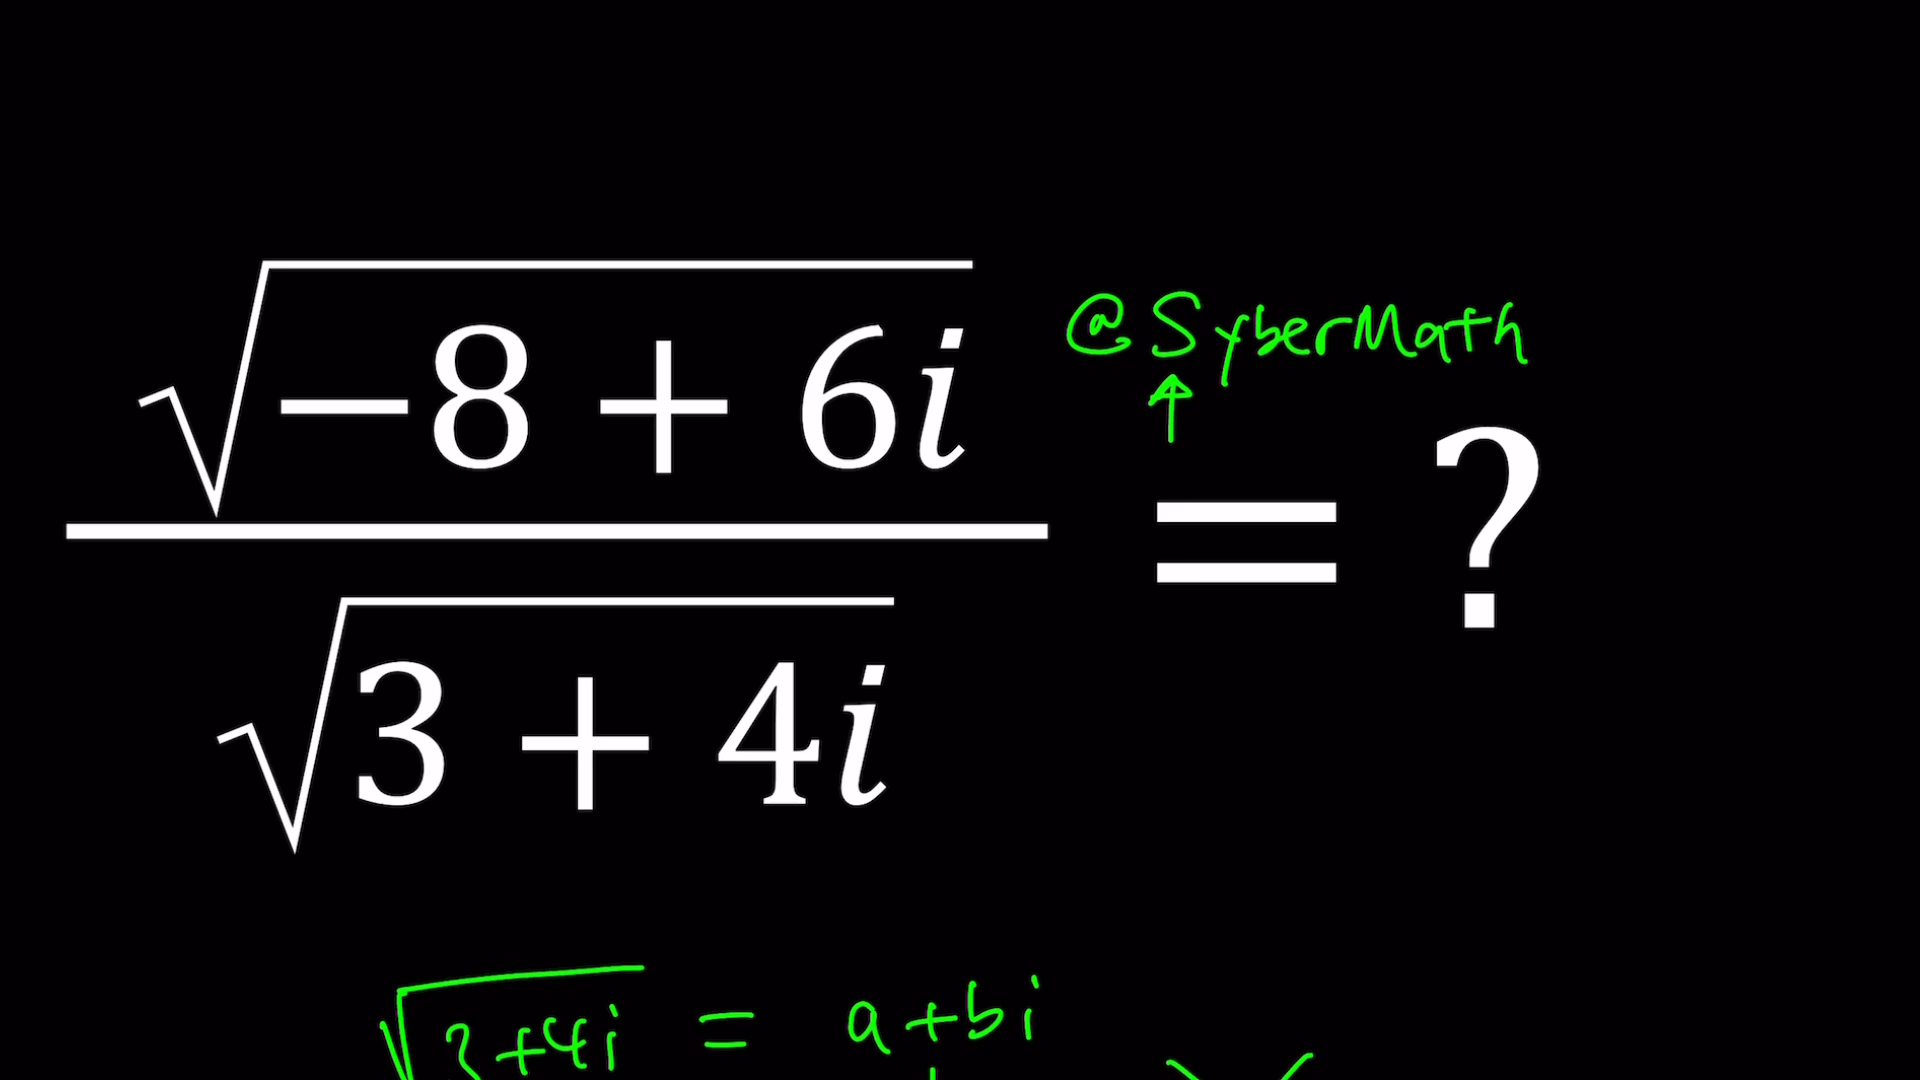 √(-8 + 6i)
@SyberMath
= ?
√(3 + 4i)
√(3+4i) = a+bi